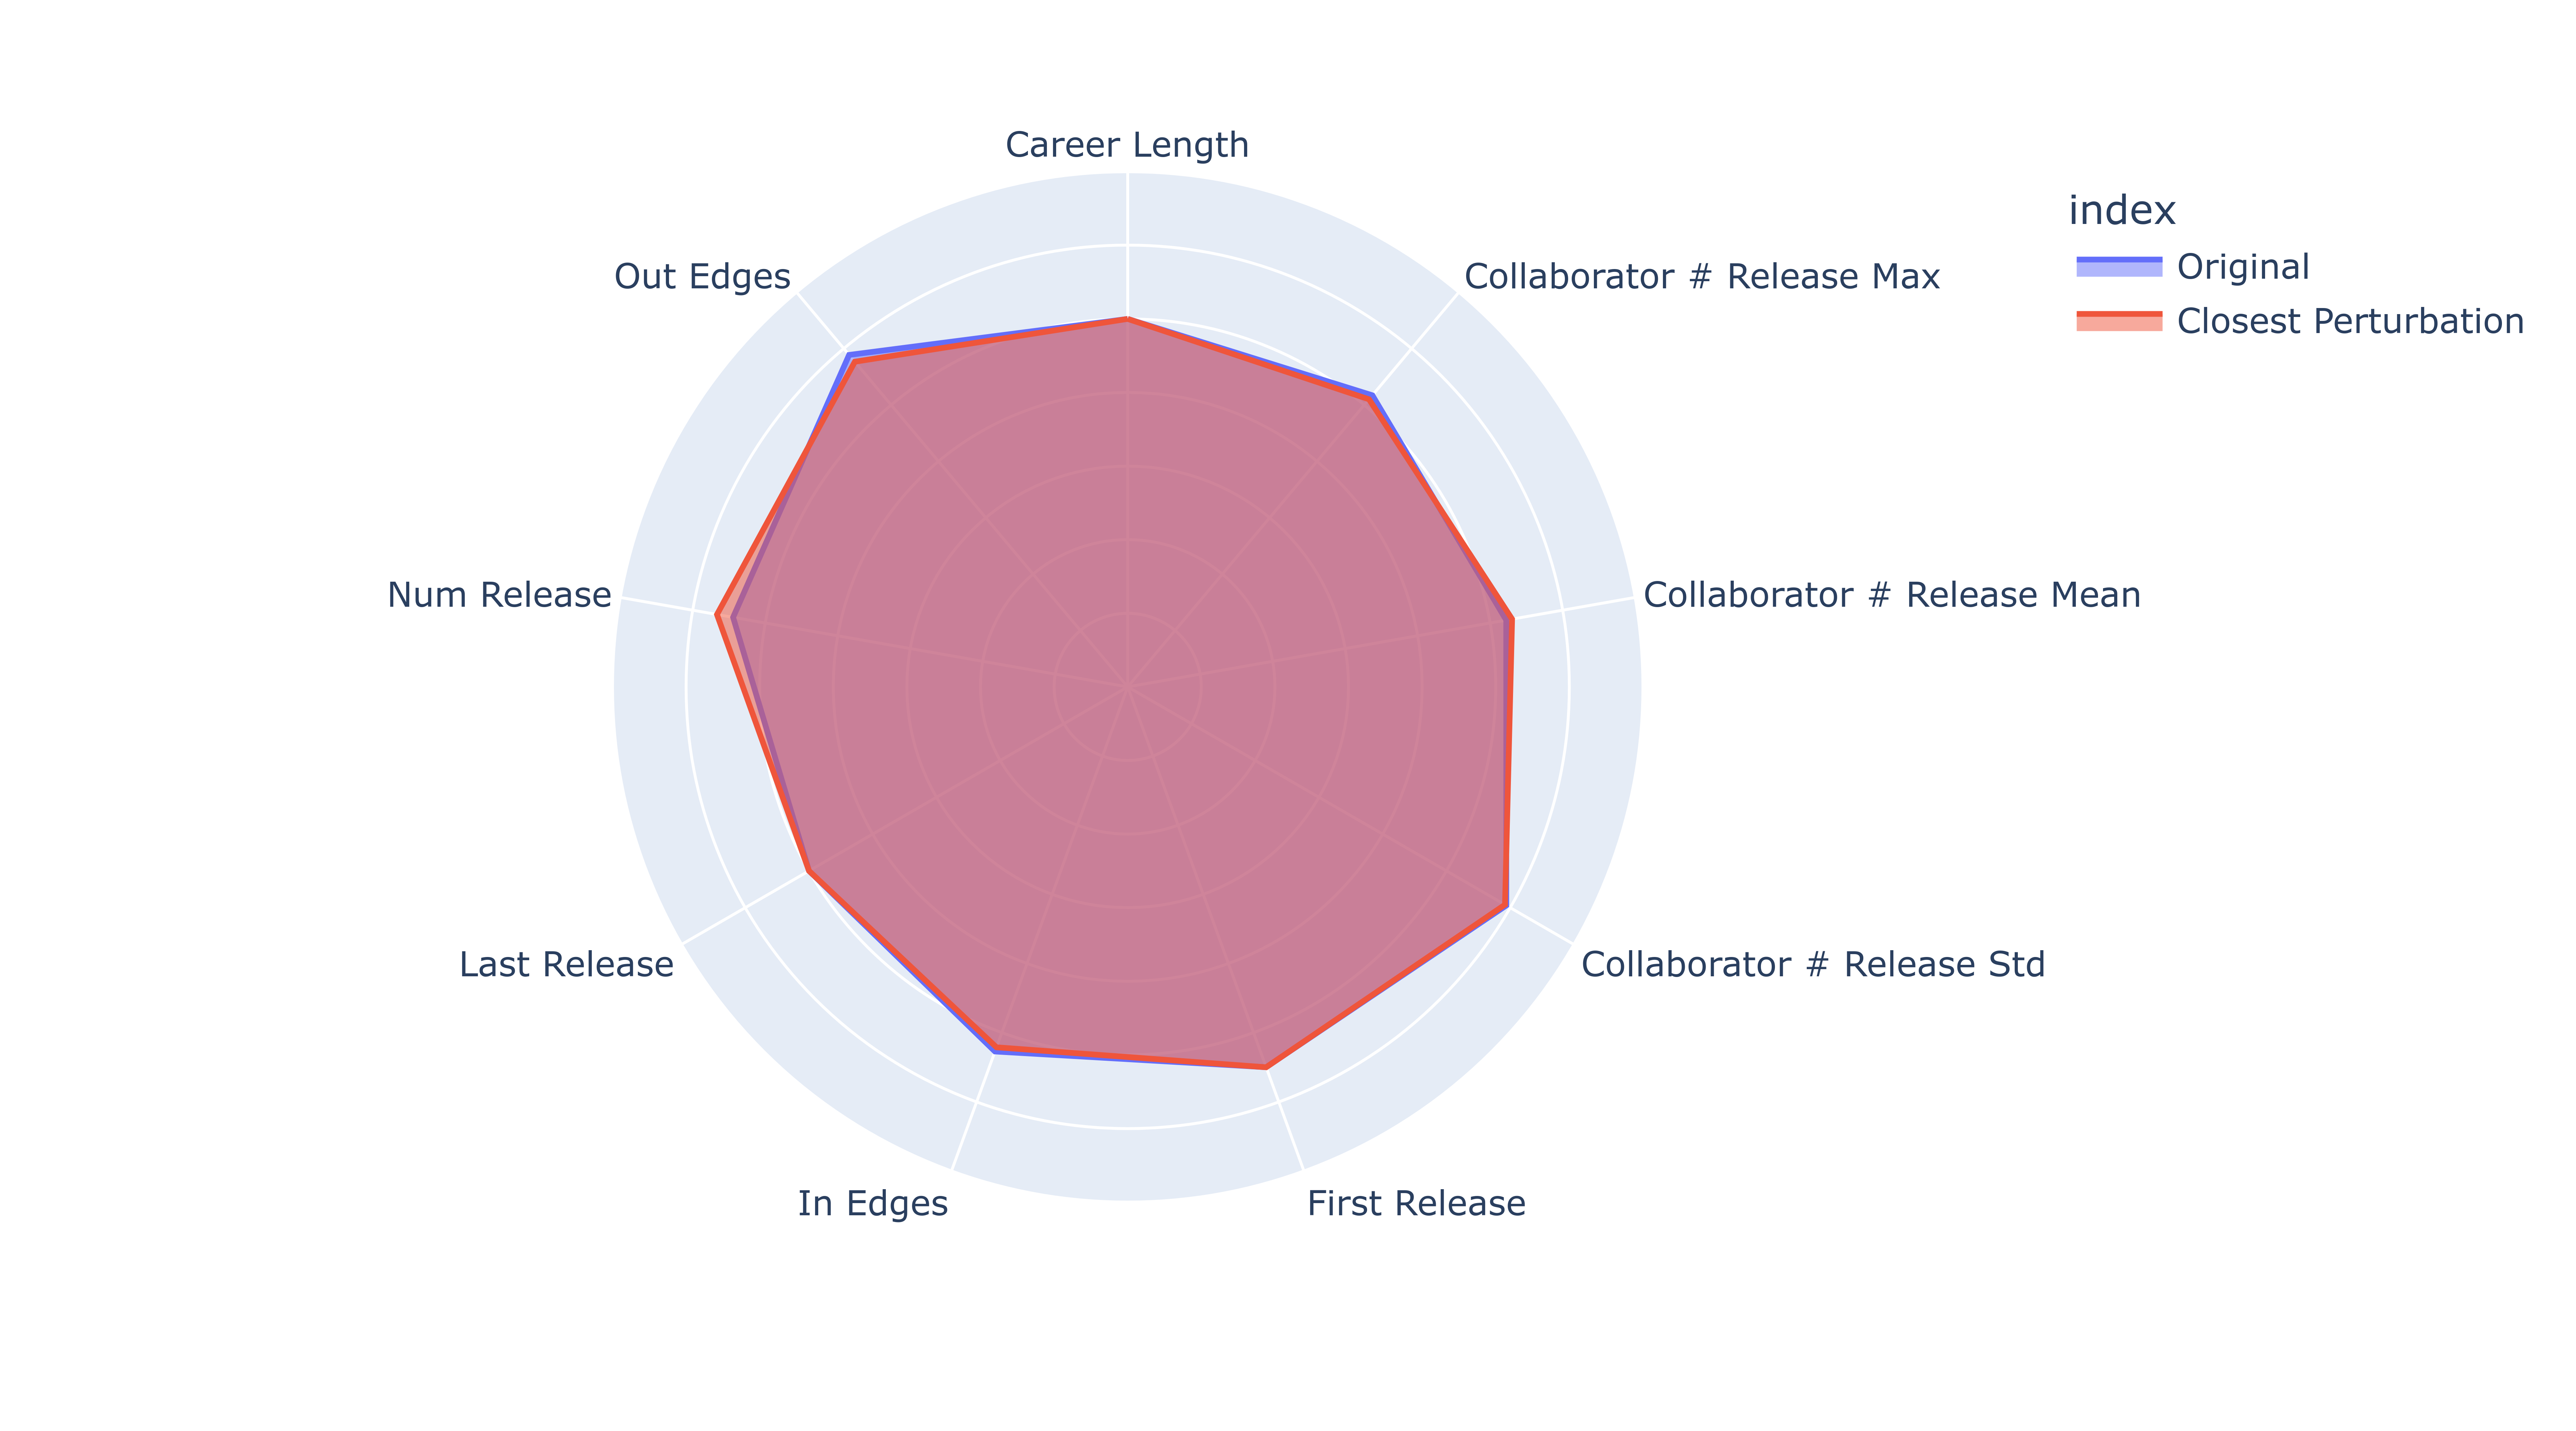 Career Length
Out Edges
Collaborator # Release Max
Num Release
Collaborator # Release Mean
Last Release
Collaborator # Release Std
In Edges
First Release
index
Original
Closest Perturbation